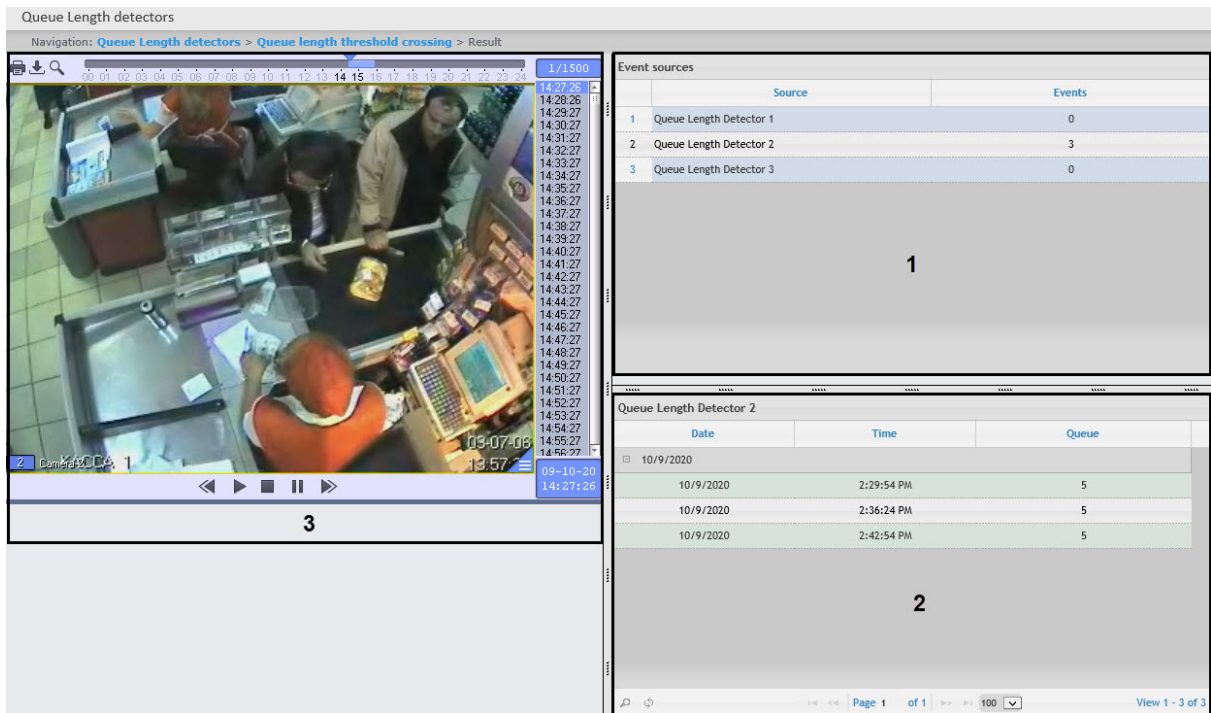 Queue Length detectors
Navigation: Queue Length detectors > Queue length threshold crossing > Result
00 01 02 03 04 05 06 07 08 09 10 11 12 13 14 15 16 17 18 19 20 21 22 23 24
1/1500
14:27:26
14:28:26
14:29:27
14:30:27
14:31:27
14:32:27
14:33:27
14:34:27
14:35:27
14:36:27
14:37:27
14:38:27
14:39:27
14:40:27
14:41:27
14:42:27
14:43:27
14:44:27
14:45:27
14:46:27
14:47:27
14:48:27
14:49:27
14:50:27
14:51:27
14:52:27
14:53:27
14:54:27
14:55:27
14:56:27
03-07-06
2 Camera КАССА 1
13:57:
09-10-20
14:27:26
3
Event sources
Source Events
1 Queue Length Detector 1 0
2 Queue Length Detector 2 3
3 Queue Length Detector 3 0
1
Queue Length Detector 2
Date Time Queue
10/9/2020
10/9/2020 2:29:54 PM 5
10/9/2020 2:36:24 PM 5
10/9/2020 2:42:54 PM 5
2
Page 1 of 1 100 View 1 - 3 of 3